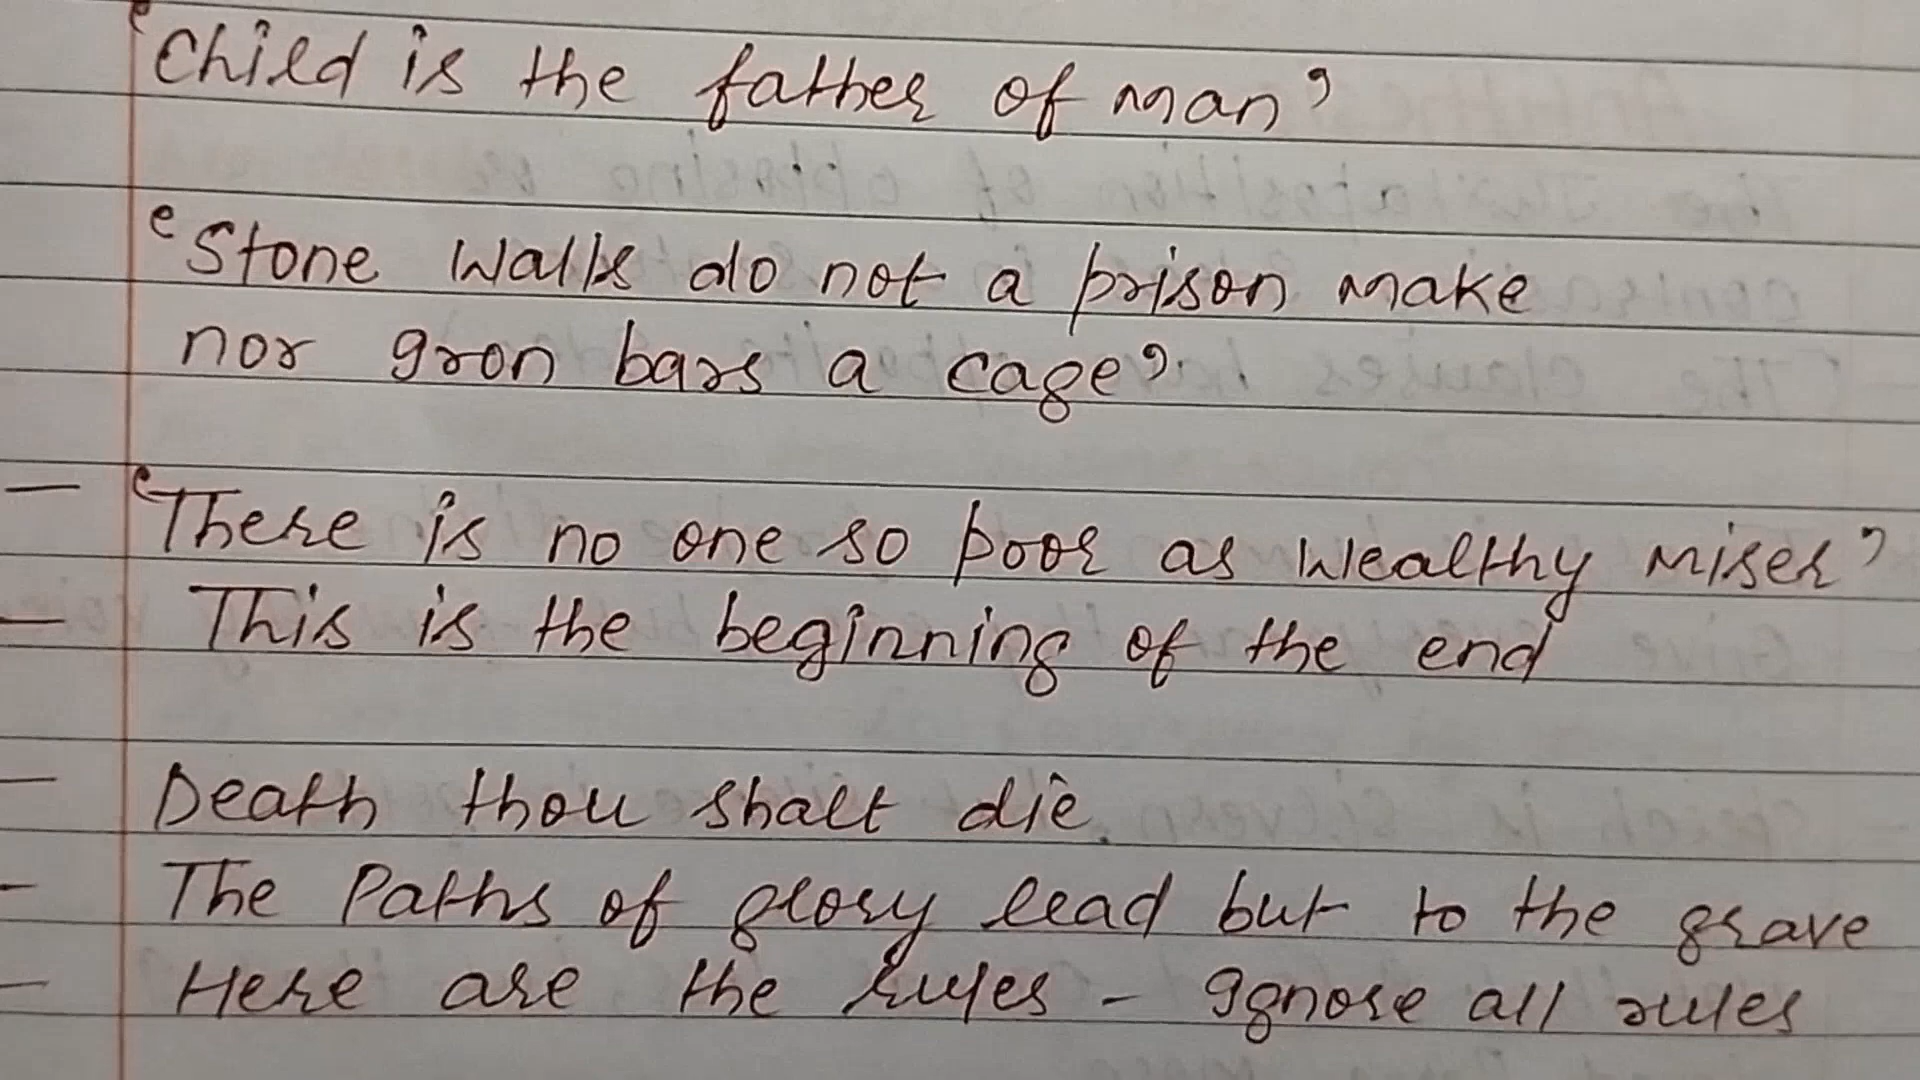 'Child is the father of man'
'Stone Walls do not a prison make
nor Iron bars a cage'
- 'There is no one so poor as Wealthy Miser'
- This is the beginning of the end
- Death thou shalt die.
- The Paths of glory lead but to the grave
- Here are the rules - Ignore all rules